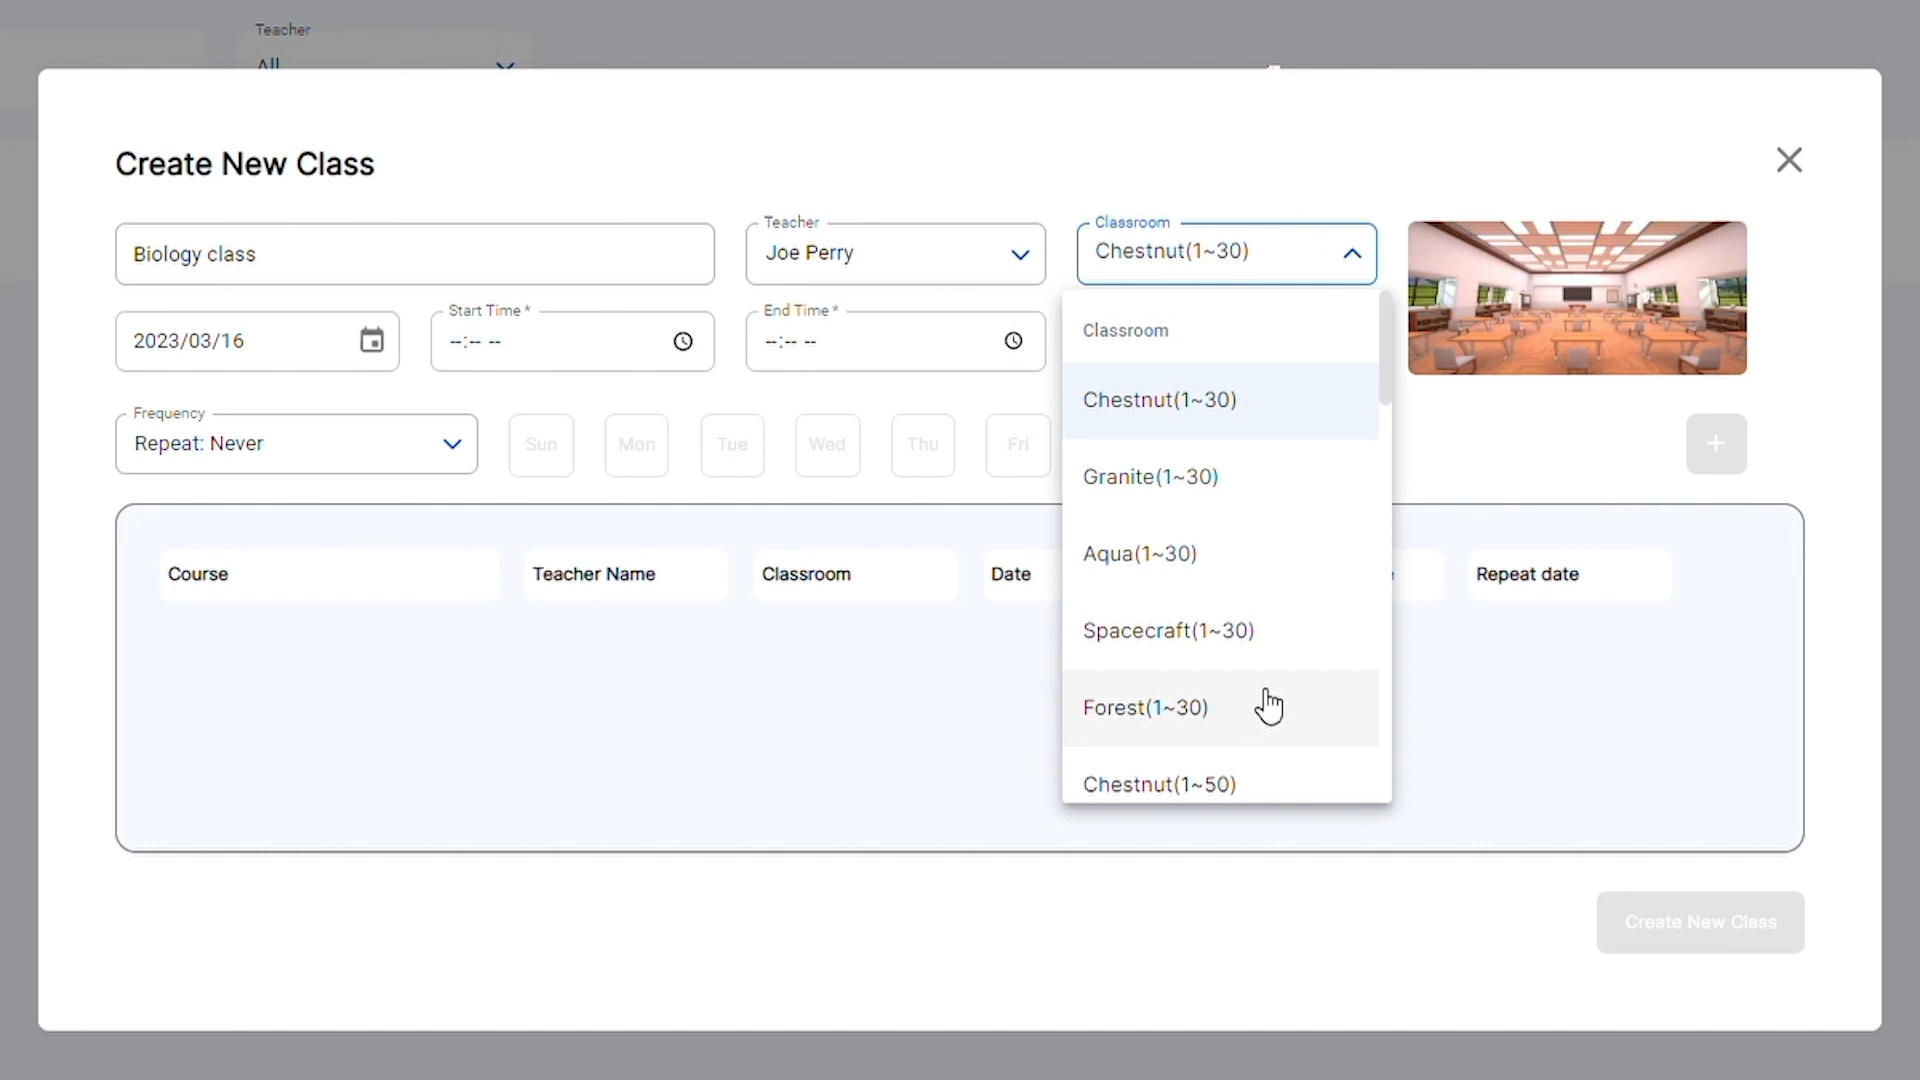 Teacher
All
Create New Class
Biology class
Teacher
Joe Perry
Classroom
Chestnut(1~30)
2023/03/16
Start Time *
--:-- --
End Time *
--:-- --
Classroom
Chestnut(1~30)
Granite(1~30)
Aqua(1~30)
Spacecraft(1~30)
Forest(1~30)
Chestnut(1~50)
Frequency
Repeat: Never
Sun
Mon
Tue
Wed
Thu
Fri
+
Course
Teacher Name
Classroom
Date
Repeat date
Create New Class